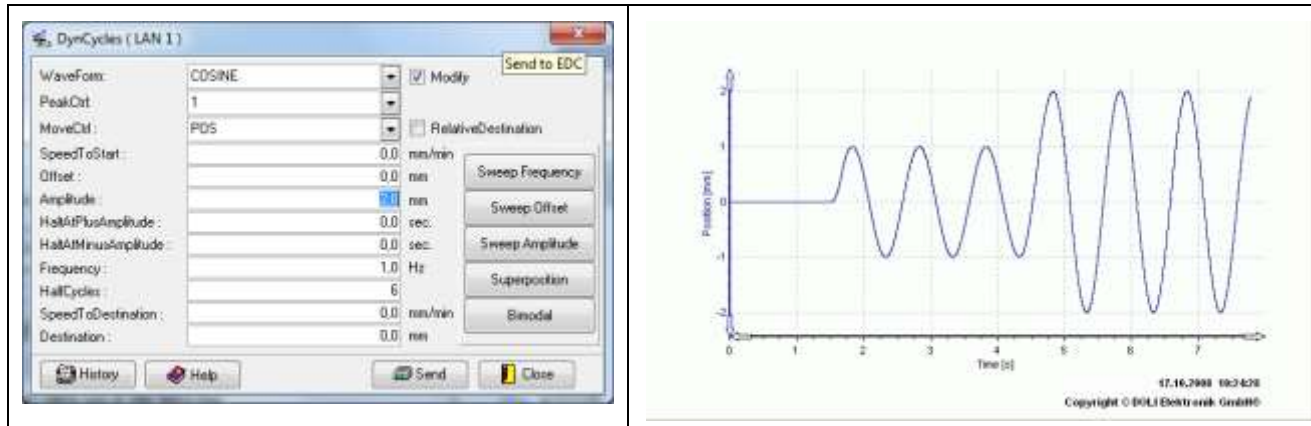 DynCycles ( LAN 1 )
Send to EDC
WaveForm: COSINE Modify
PeakCtrl 1
MoveCtrl : POS RelativeDestination
SpeedToStart : 0,0 mm/min
Offset : 0,0 mm
Sweep Frequency
Amplitude : 2,0 mm
Sweep Offset
HaltAtPlusAmplitude : 0,0 sec.
HaltAtMinusAmplitude : 0,0 sec.
Sweep Amplitude
Frequency : 1,0 Hz
Superposition
HalfCycles : 6
SpeedToDestination : 0,0 mm/min
Bimodal
Destination : 0,0 mm
History Help Send Close
2
1
0
-1
-2
Position [mm]
0 1 2 3 4 5 6 7
Time [s]
Copyright © DOLI Elektronik GmbH®